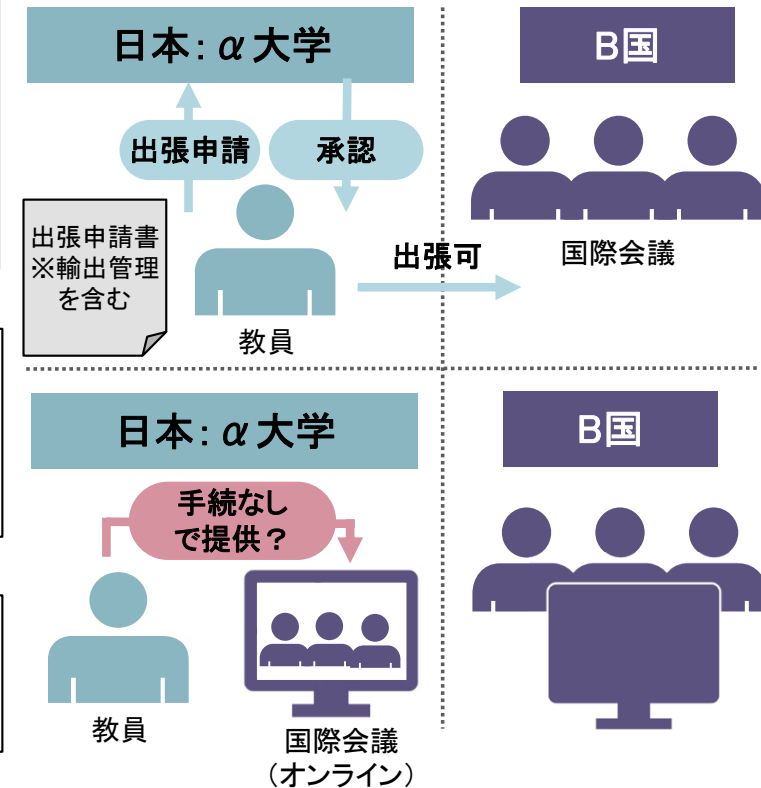 日本：α大学
B国
出張申請
承認
出張申請書
※輸出管理
を含む
教員
出張可
国際会議
日本：α大学
B国
手続なし
で提供？
教員
国際会議
（オンライン）